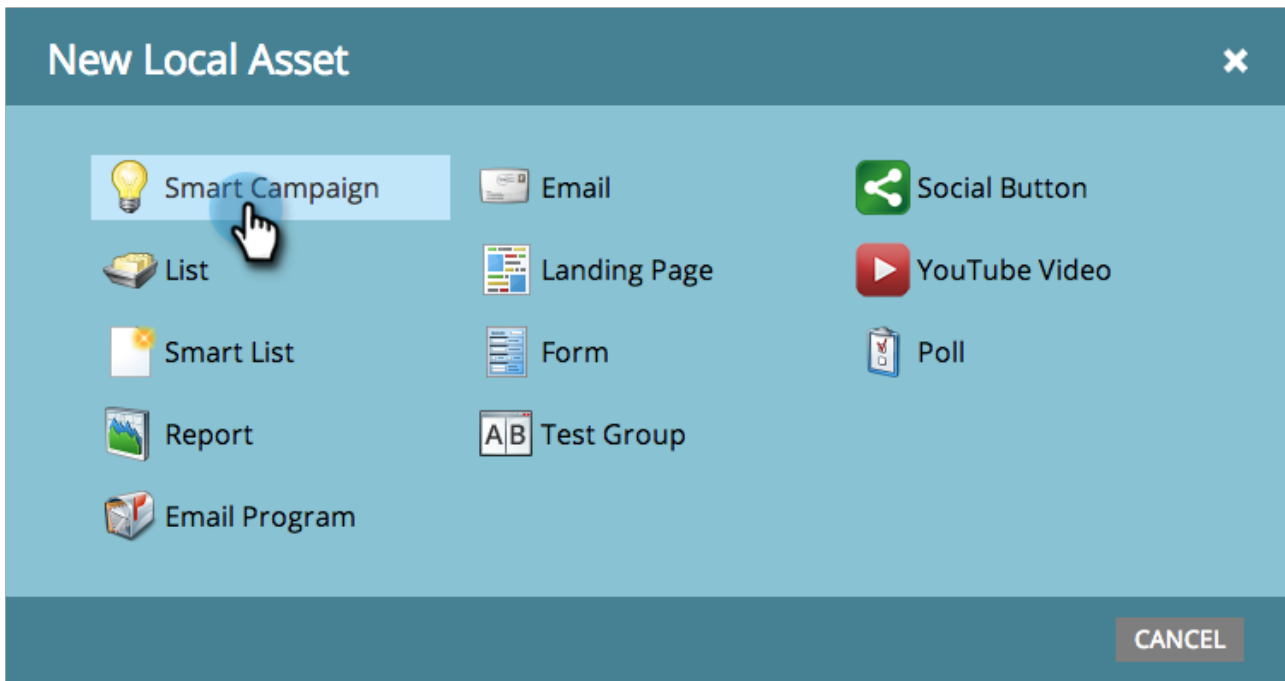 New Local Asset
Smart Campaign
Email
Social Button
List
Landing Page
YouTube Video
Smart List
Form
Poll
Report
AB Test Group
Email Program
CANCEL